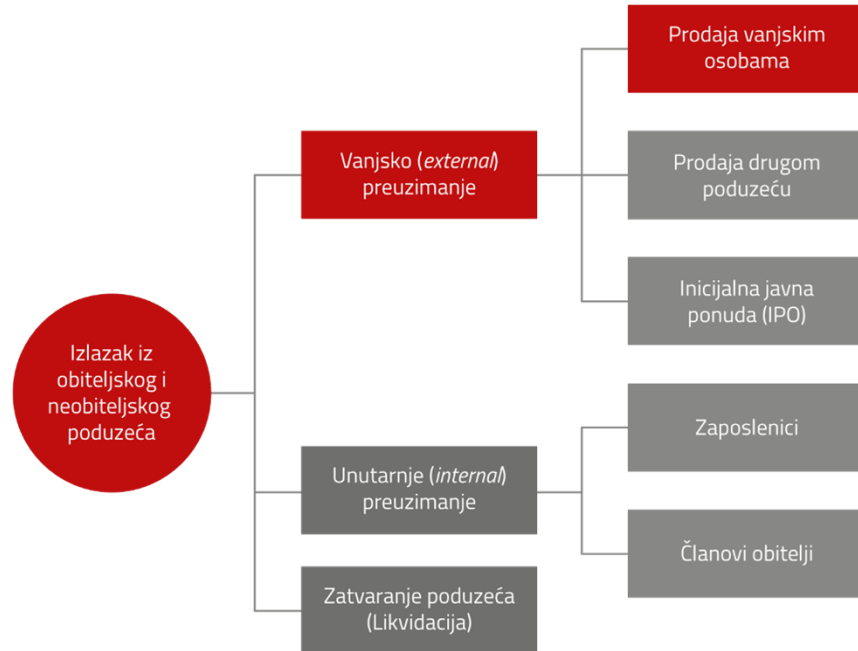 Izlazak iz
obiteljskog i
neobiteljskog
poduzeća
Vanjsko (external)
preuzimanje
Prodaja vanjskim
osobama
Prodaja drugom
poduzeću
Inicijalna javna
ponuda (IPO)
Unutarnje (internal)
preuzimanje
Zaposlenici
Članovi obitelji
Zatvaranje poduzeća
(Likvidacija)